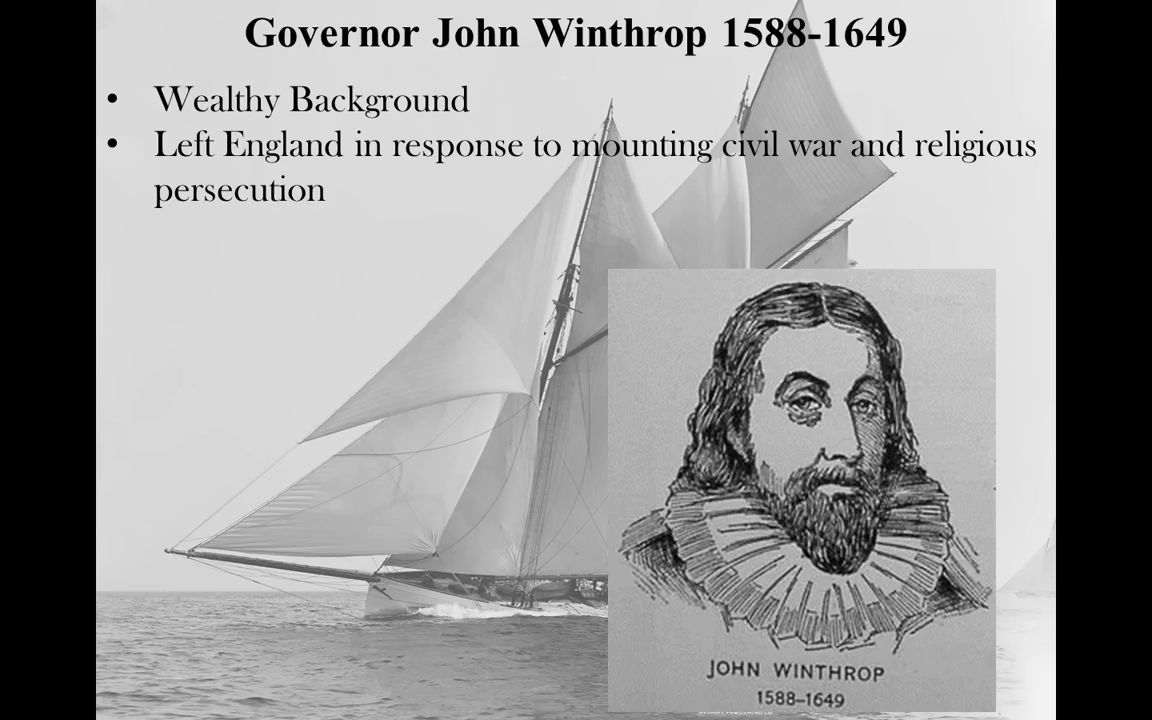 Governor John Winthrop 1588-1649
• Wealthy Background
• Left England in response to mounting civil war and religious
persecution
JOHN WINTHROP
1588–1649